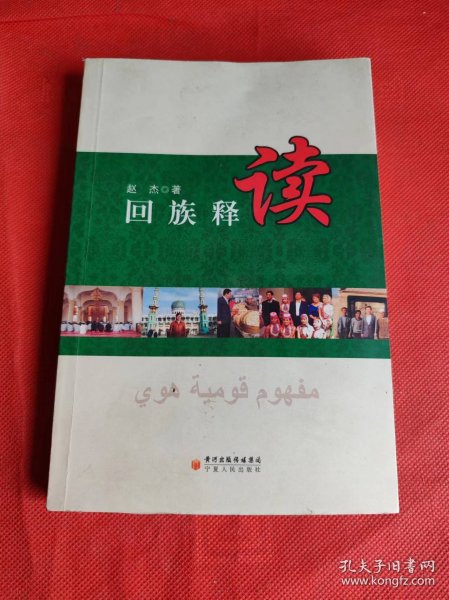 赵 杰◎著
回族释读
مفهوم قومية هوي
黄河出版传媒集团
宁夏人民出版社
孔夫子旧书网
www.kongfz.com